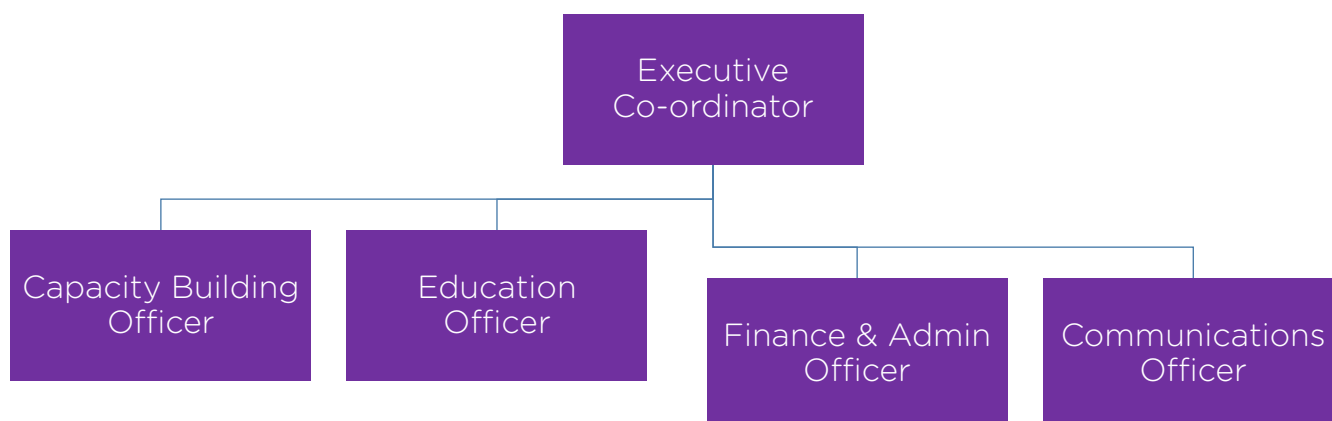 Executive
Co-ordinator
Capacity Building
Officer
Education
Officer
Finance & Admin
Officer
Communications
Officer